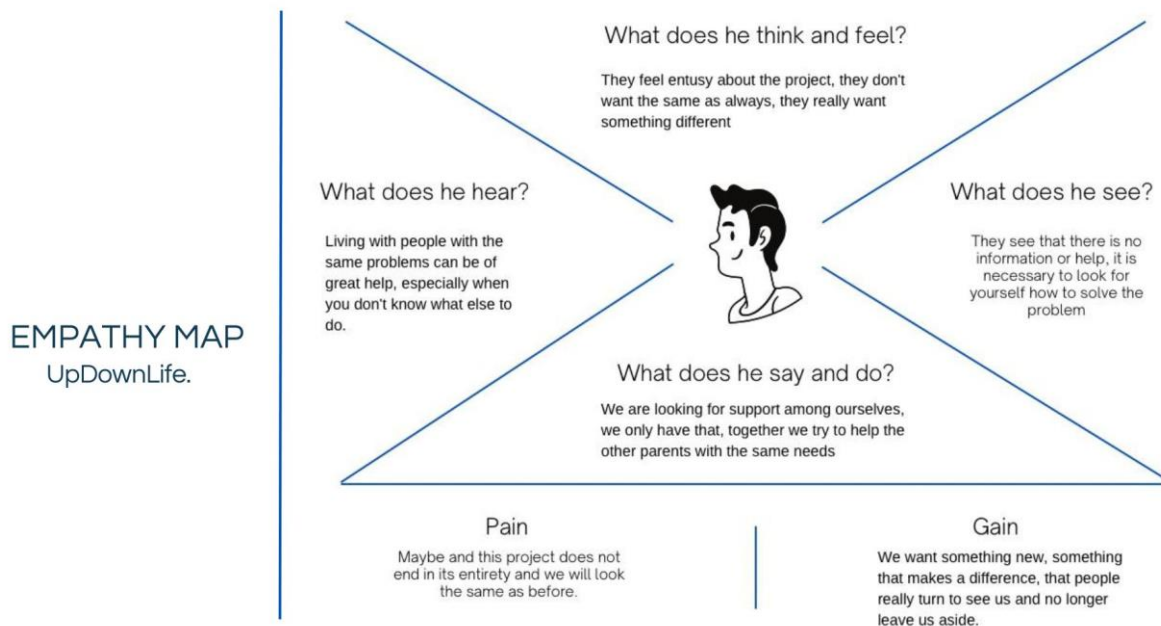 EMPATHY MAP
UpDownLife.
What does he think and feel?
They feel entusy about the project, they don't
want the same as always, they really want
something different
What does he hear?
Living with people with the
same problems can be of
great help, especially when
you don't know what else to
do.
What does he see?
They see that there is no
information or help, it is
necessary to look for
yourself how to solve the
problem
What does he say and do?
We are looking for support among ourselves,
we only have that, together we try to help the
other parents with the same needs
Pain
Maybe and this project does not
end in its entirety and we will look
the same as before.
Gain
We want something new, something
that makes a difference, that people
really turn to see us and no longer
leave us aside.